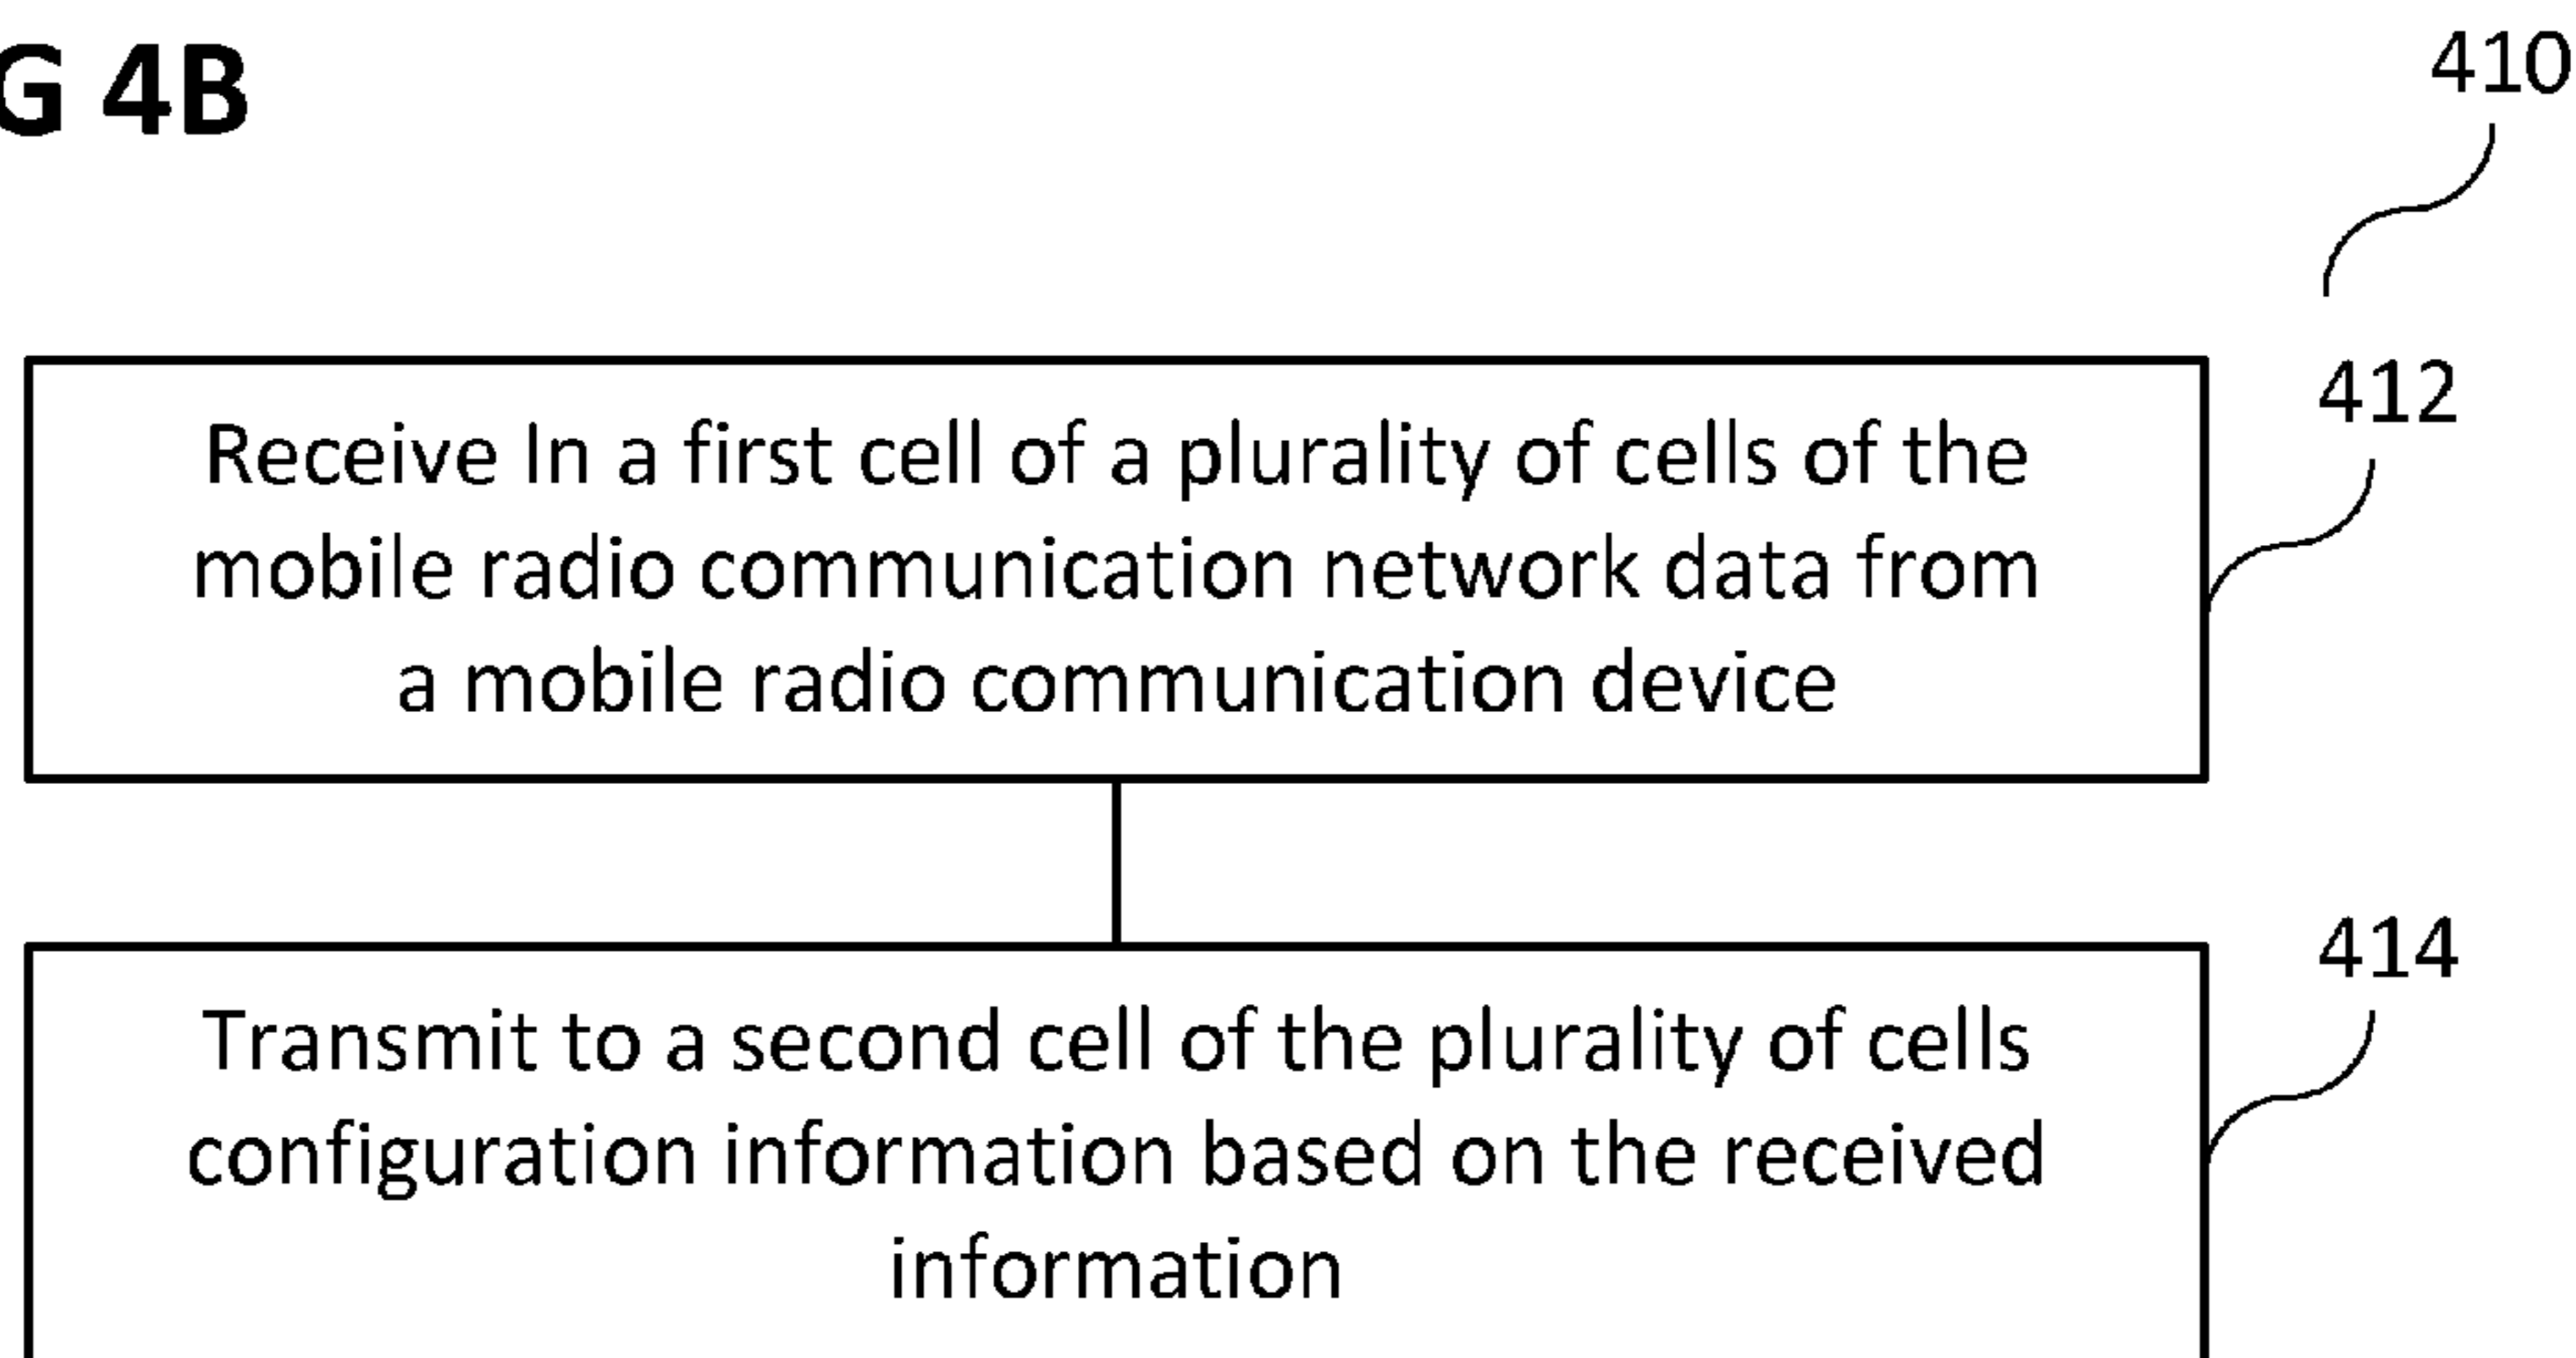 G 4B
410
412
Receive In a first cell of a plurality of cells of the
mobile radio communication network data from
a mobile radio communication device
414
Transmit to a second cell of the plurality of cells
configuration information based on the received
information